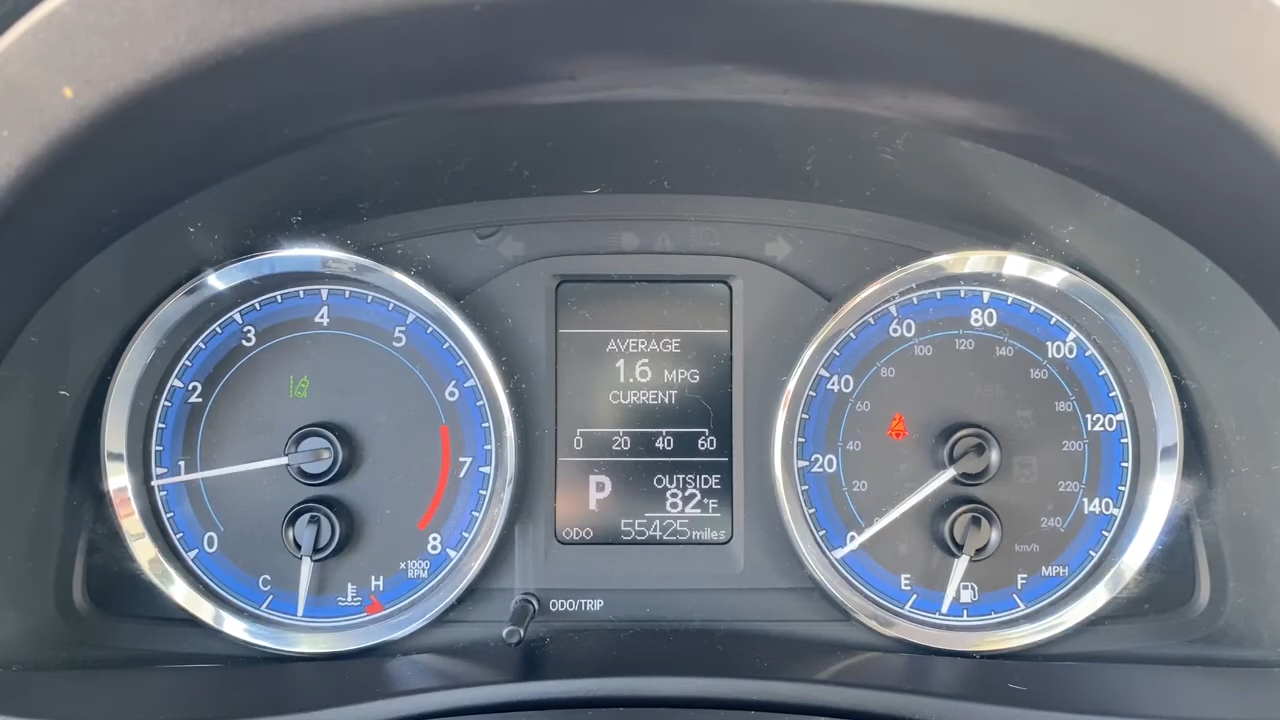 0
1
2
3
4
5
6
7
8
×1000
RPM
C
H
AVERAGE
1.6 MPG
CURRENT
0 20 40 60
P
OUTSIDE
82°F
ODO 55425 miles
ODO/TRIP
0
20
40
60
80
100
120
140
MPH
20
40
60
80
100
120
140
160
180
200
220
240
km/h
E
F